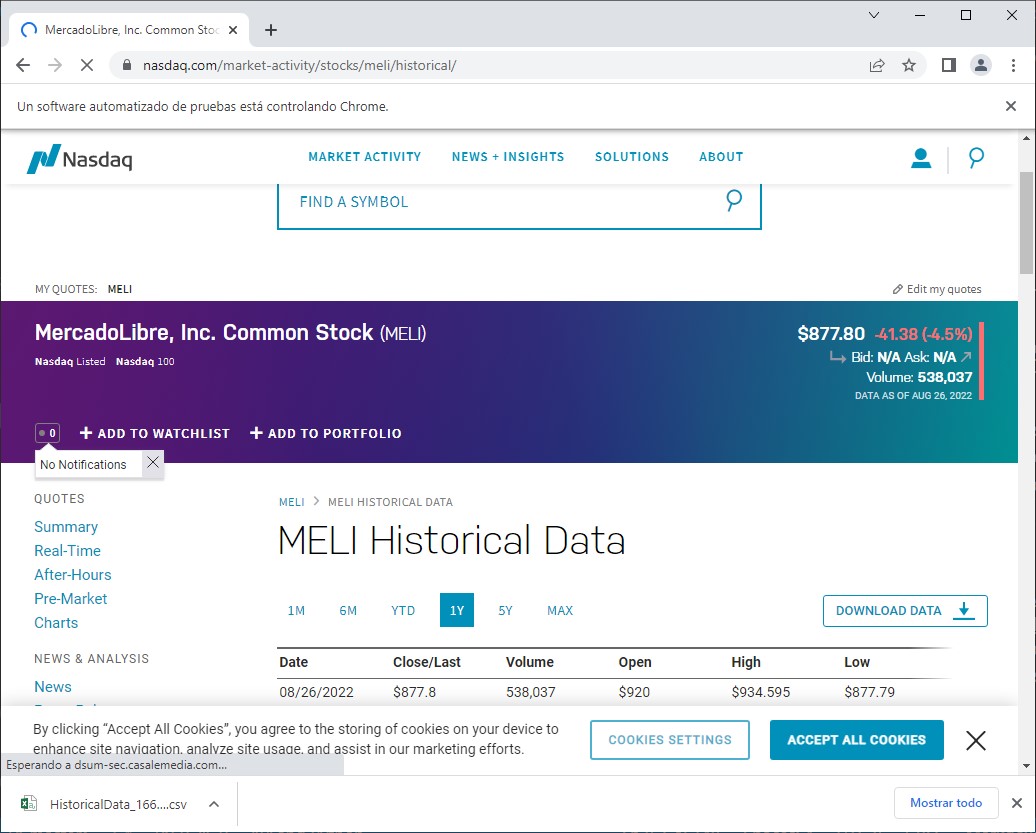 MercadoLibre, Inc. Common Stoc
nasdaq.com/market-activity/stocks/meli/historical/
Un software automatizado de pruebas está controlando Chrome.
Nasdaq
MARKET ACTIVITY
NEWS + INSIGHTS
SOLUTIONS
ABOUT
FIND A SYMBOL
MY QUOTES: MELI
Edit my quotes
MercadoLibre, Inc. Common Stock (MELI)
Nasdaq Listed Nasdaq 100
$877.80 -41.38 (-4.5%)
Bid: N/A Ask: N/A
Volume: 538,037
DATA AS OF AUG 26, 2022
0
+ ADD TO WATCHLIST
+ ADD TO PORTFOLIO
No Notifications
QUOTES
Summary
Real-Time
After-Hours
Pre-Market
Charts
NEWS & ANALYSIS
News
MELI > MELI HISTORICAL DATA
MELI Historical Data
1M 6M YTD 1Y 5Y MAX
DOWNLOAD DATA
Date Close/Last Volume Open High Low
08/26/2022 $877.8 538,037 $920 $934.595 $877.79
By clicking “Accept All Cookies”, you agree to the storing of cookies on your device to
enhance site navigation, analyze site usage, and assist in our marketing efforts.
COOKIES SETTINGS
ACCEPT ALL COOKIES
Esperando a dsum-sec.casalemedia.com...
HistoricalData_166....csv
Mostrar todo